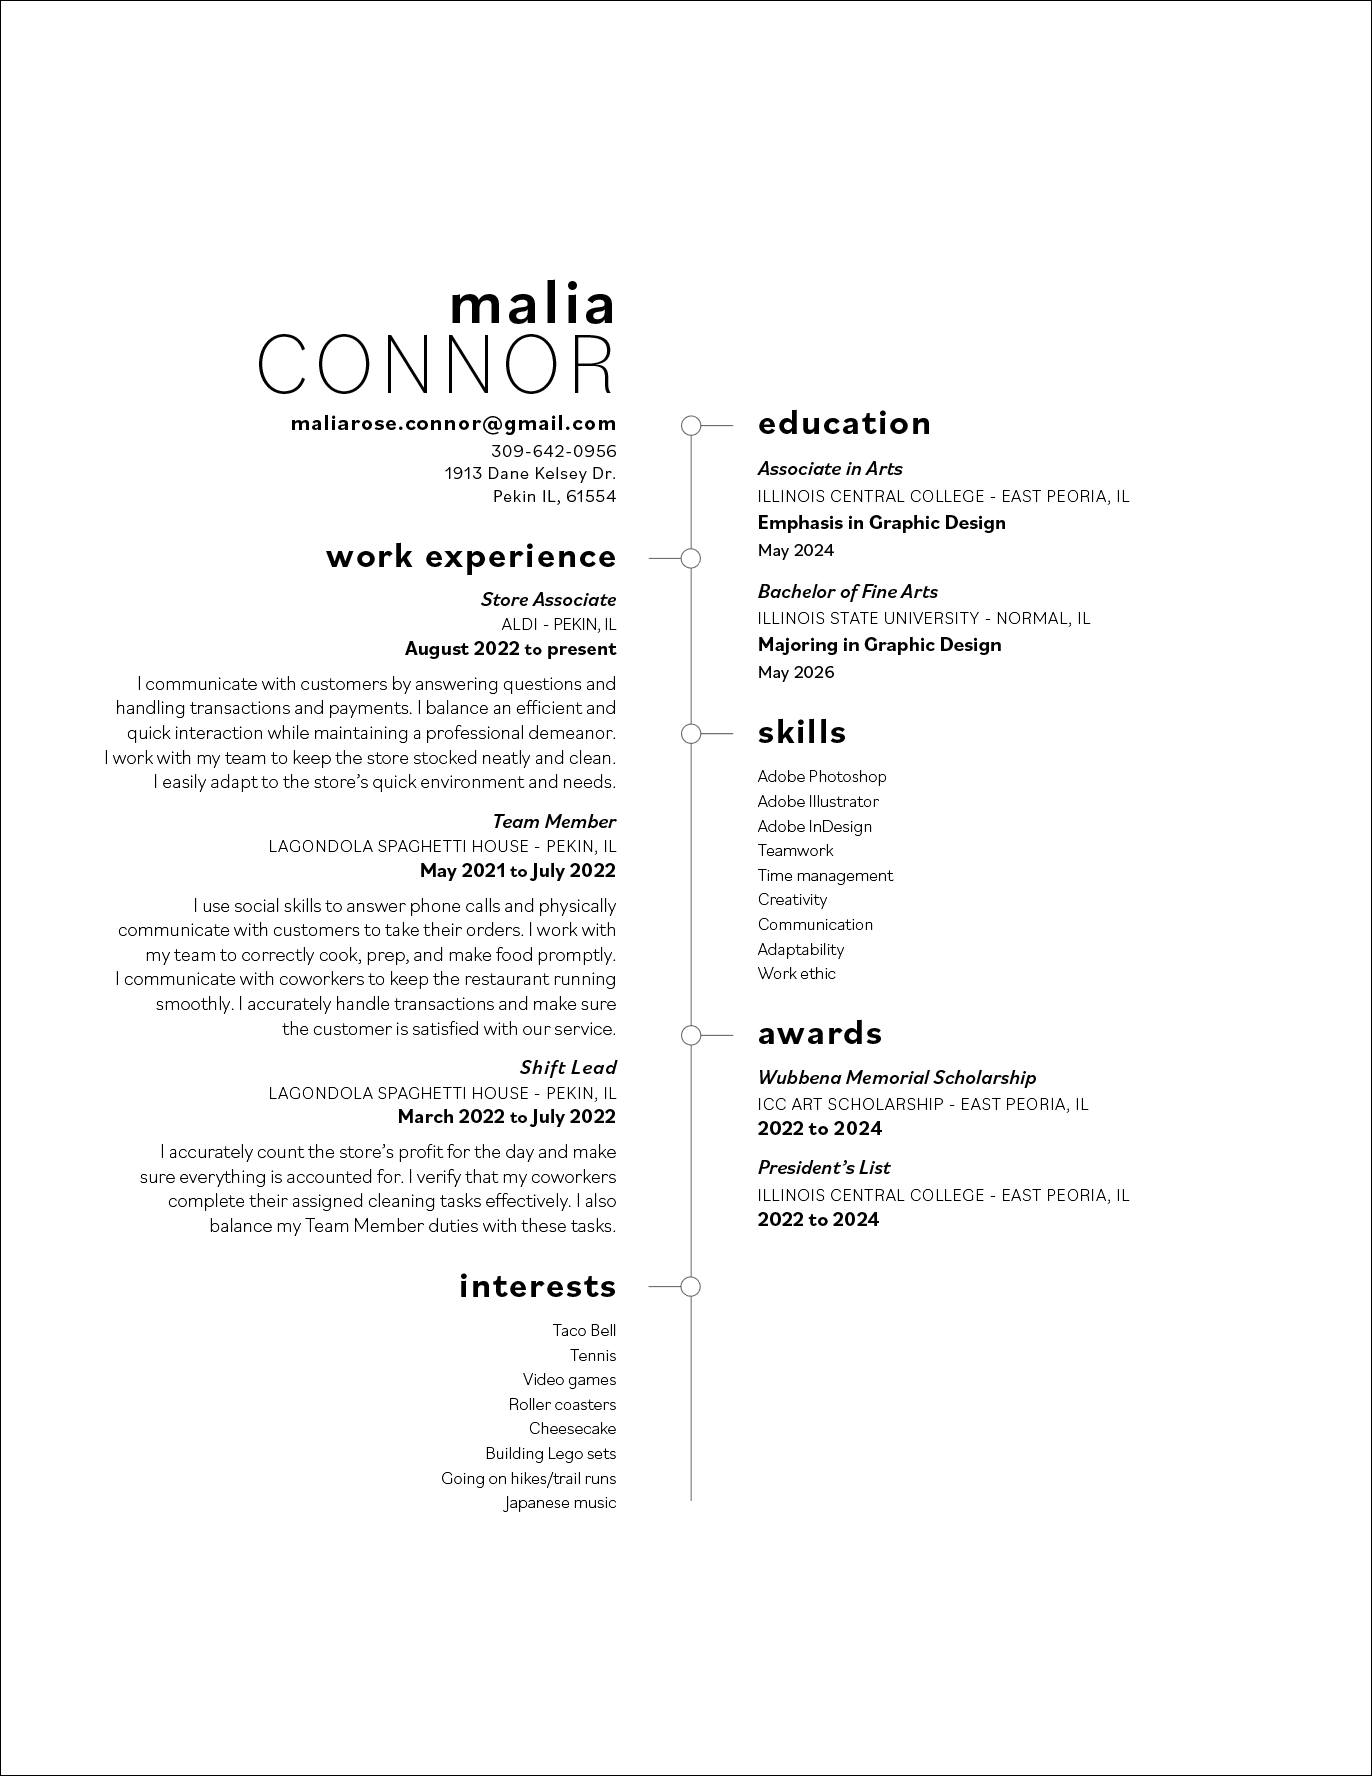 malia
CONNOR
maliarose.connor@gmail.com
309-642-0956
1913 Dane Kelsey Dr.
Pekin IL, 61554
work experience
Store Associate
ALDI - PEKIN, IL
August 2022 to present
I communicate with customers by answering questions and
handling transactions and payments. I balance an efficient and
quick interaction while maintaining a professional demeanor.
I work with my team to keep the store stocked neatly and clean.
I easily adapt to the store’s quick environment and needs.
Team Member
LAGONDOLA SPAGHETTI HOUSE - PEKIN, IL
May 2021 to July 2022
I use social skills to answer phone calls and physically
communicate with customers to take their orders. I work with
my team to correctly cook, prep, and make food promptly.
I communicate with coworkers to keep the restaurant running
smoothly. I accurately handle transactions and make sure
the customer is satisfied with our service.
Shift Lead
LAGONDOLA SPAGHETTI HOUSE - PEKIN, IL
March 2022 to July 2022
I accurately count the store’s profit for the day and make
sure everything is accounted for. I verify that my coworkers
complete their assigned cleaning tasks effectively. I also
balance my Team Member duties with these tasks.
interests
Taco Bell
Tennis
Video games
Roller coasters
Cheesecake
Building Lego sets
Going on hikes/trail runs
Japanese music
education
Associate in Arts
ILLINOIS CENTRAL COLLEGE - EAST PEORIA, IL
Emphasis in Graphic Design
May 2024
Bachelor of Fine Arts
ILLINOIS STATE UNIVERSITY - NORMAL, IL
Majoring in Graphic Design
May 2026
skills
Adobe Photoshop
Adobe Illustrator
Adobe InDesign
Teamwork
Time management
Creativity
Communication
Adaptability
Work ethic
awards
Wubbena Memorial Scholarship
ICC ART SCHOLARSHIP - EAST PEORIA, IL
2022 to 2024
President’s List
ILLINOIS CENTRAL COLLEGE - EAST PEORIA, IL
2022 to 2024